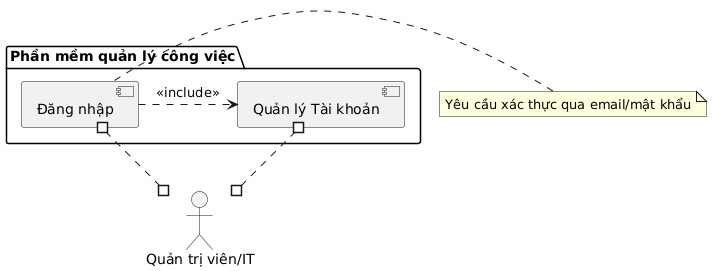 Phần mềm quản lý công việc
Đăng nhập
«include»
Quản lý Tài khoản
Yêu cầu xác thực qua email/mật khẩu
Quản trị viên/IT